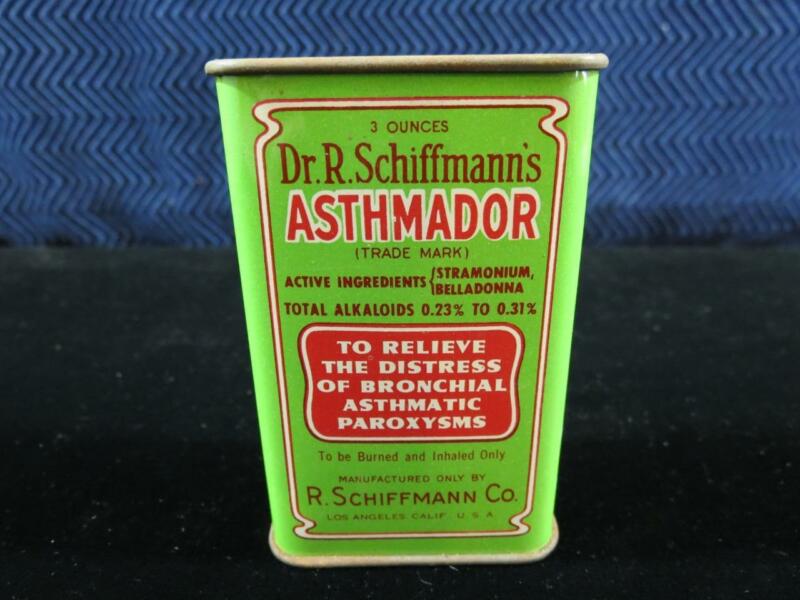 3 OUNCES
Dr. R. Schiffmann's
ASTHMADOR
(TRADE MARK)
ACTIVE INGREDIENTS { STRAMONIUM,
BELLADONNA
TOTAL ALKALOIDS 0.23% TO 0.31%
TO RELIEVE
THE DISTRESS
OF BRONCHIAL
ASTHMATIC
PAROXYSMS
To be Burned and Inhaled Only
MANUFACTURED ONLY BY
R. SCHIFFMANN CO.
LOS ANGELES, CALIF. U. S. A.